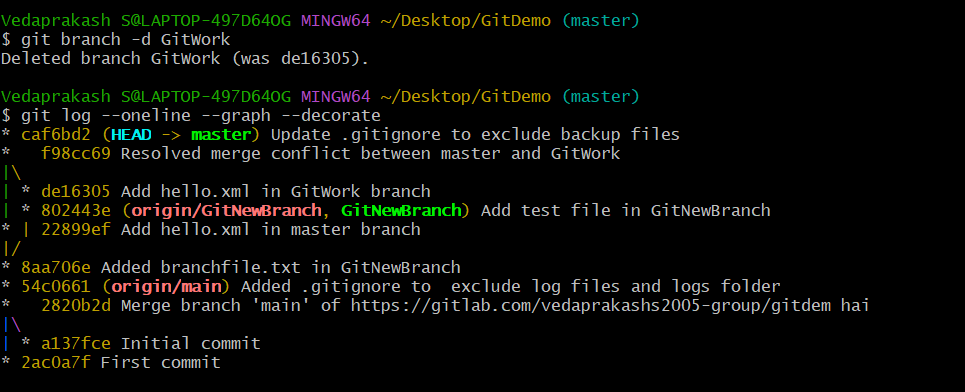 Vedaprakash S@LAPTOP-497D64OG MINGW64 ~/Desktop/GitDemo (master)
$ git branch -d GitWork
Deleted branch GitWork (was de16305).

Vedaprakash S@LAPTOP-497D64OG MINGW64 ~/Desktop/GitDemo (master)
$ git log --oneline --graph --decorate
* caf6bd2 (HEAD -> master) Update .gitignore to exclude backup files
*   f98cc69 Resolved merge conflict between master and GitWork
|\
| * de16305 Add hello.xml in GitWork branch
| * 802443e (origin/GitNewBranch, GitNewBranch) Add test file in GitNewBranch
* | 22899ef Add hello.xml in master branch
|/
* 8aa706e Added branchfile.txt in GitNewBranch
* 54c0661 (origin/main) Added .gitignore to  exclude log files and logs folder
*   2820b2d Merge branch 'main' of https://gitlab.com/vedaprakashs2005-group/gitdem hai
|\
| * a137fce Initial commit
* 2ac0a7f First commit